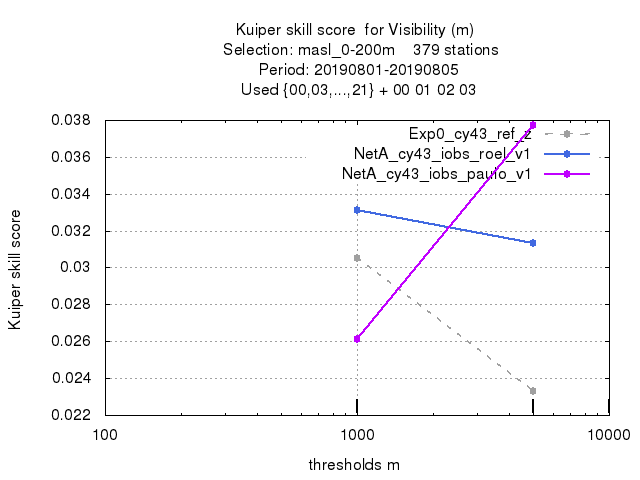 Kuiper skill score  for Visibility (m)
Selection: masl_0-200m    379 stations
Period: 20190801-20190805
Used {00,03,...,21} + 00 01 02 03
Exp0_cy43_ref_z
NetA_cy43_iobs_roel_v1
NetA_cy43_iobs_paulo_v1
Kuiper skill score
0.038
0.036
0.034
0.032
0.03
0.028
0.026
0.024
0.022
100
1000
10000
thresholds m